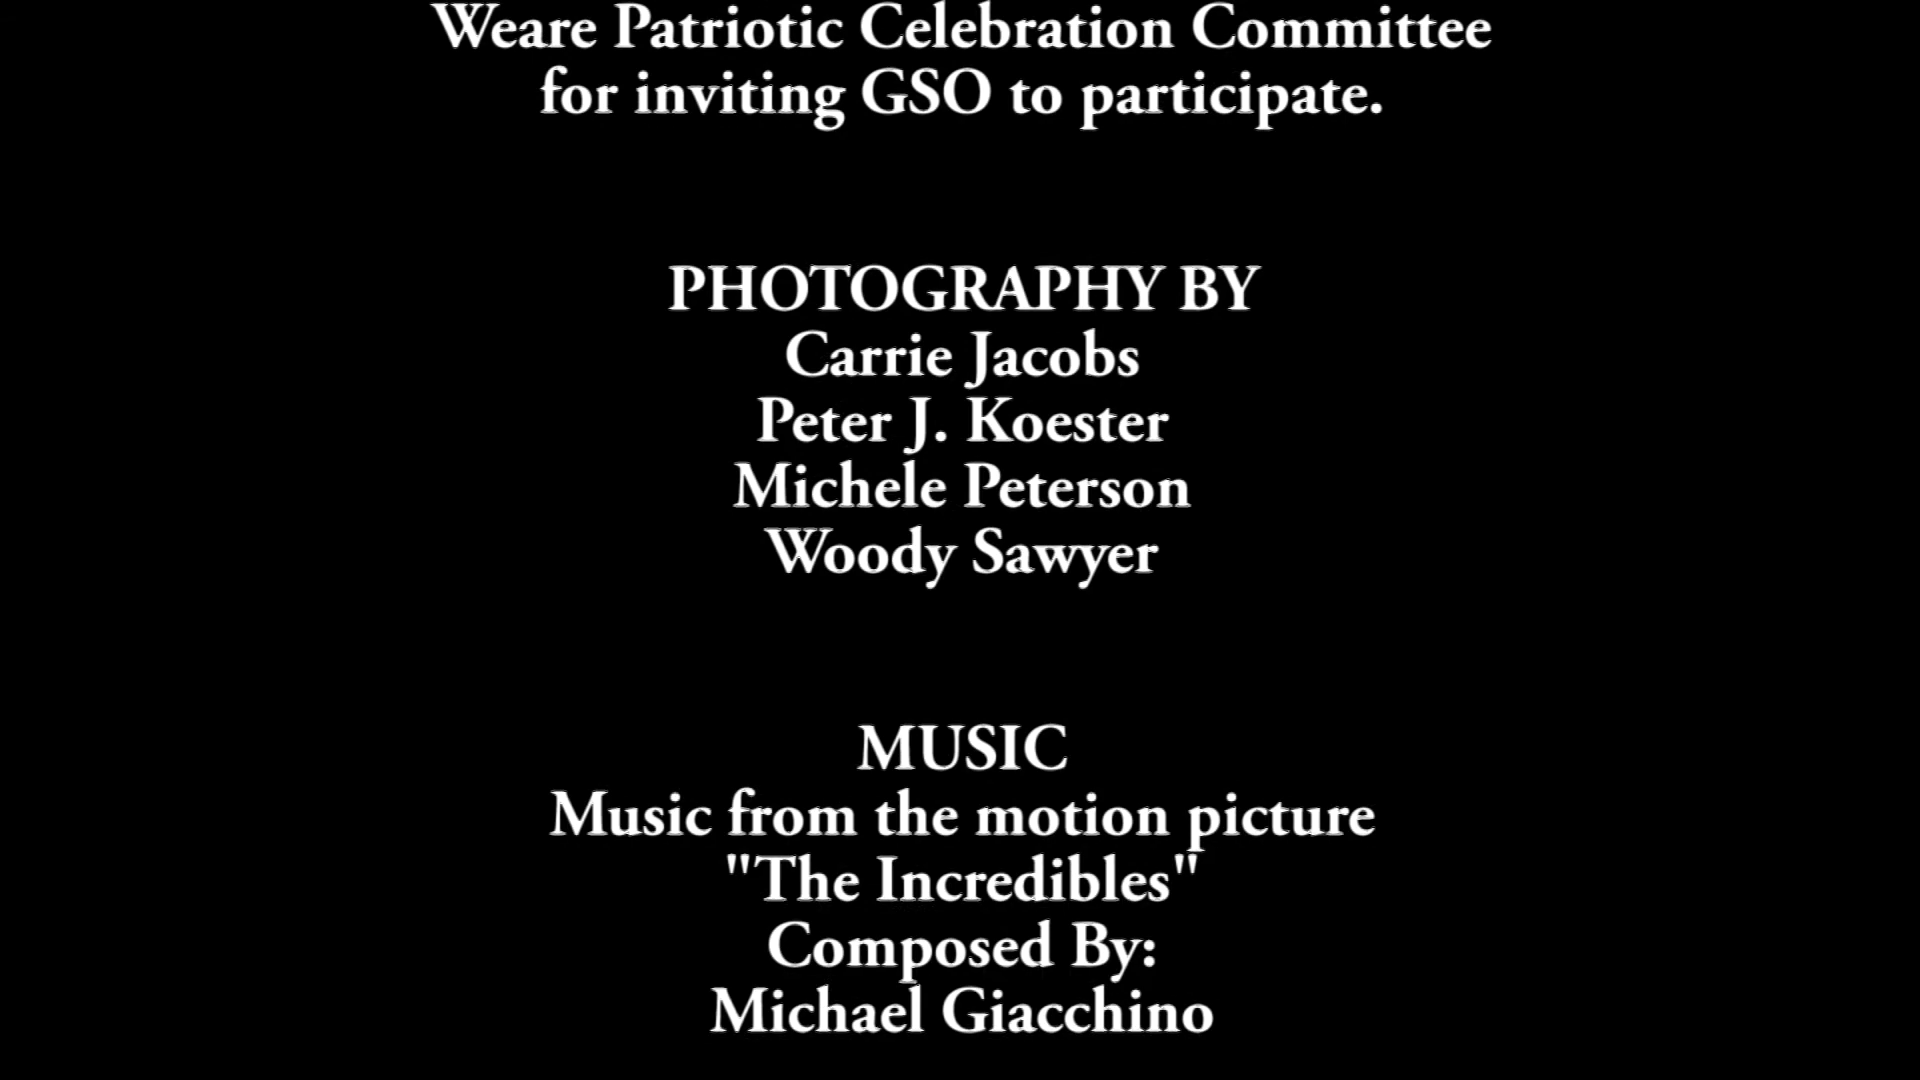 Weare Patriotic Celebration Committee
for inviting GSO to participate.
PHOTOGRAPHY BY
Carrie Jacobs
Peter J. Koester
Michele Peterson
Woody Sawyer
MUSIC
Music from the motion picture
"The Incredibles"
Composed By:
Michael Giacchino